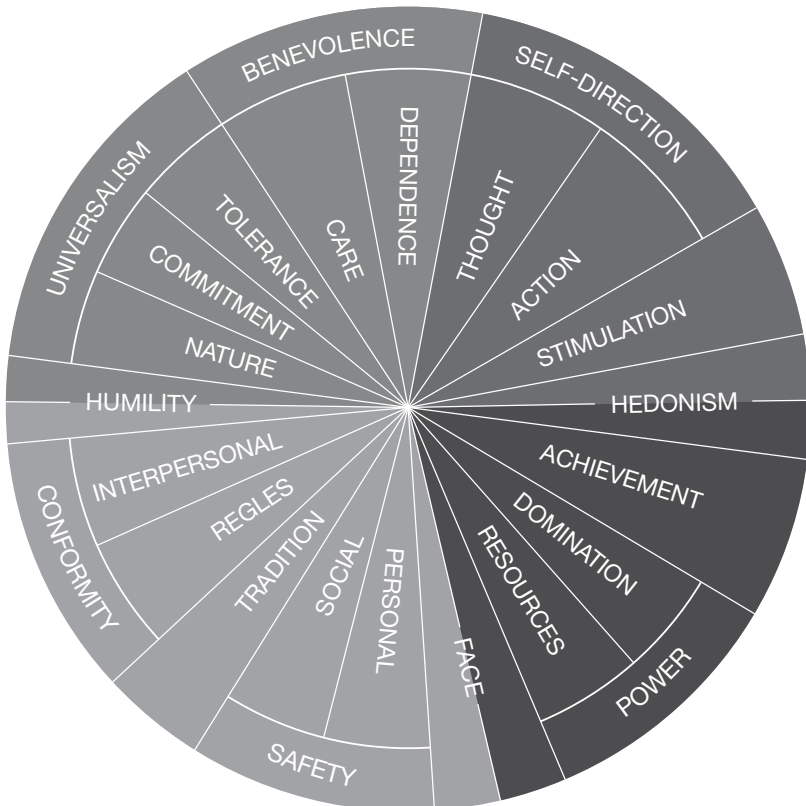 BENEVOLENCE
SELF-DIRECTION
UNIVERSALISM
DEPENDENCE
THOUGHT
CARE
TOLERANCE
ACTION
COMMITMENT
STIMULATION
NATURE
HUMILITY
HEDONISM
INTERPERSONAL
ACHIEVEMENT
CONFORMITY
REGLES
DOMINATION
TRADITION
SOCIAL
PERSONAL
RESOURCES
FACE
POWER
SAFETY